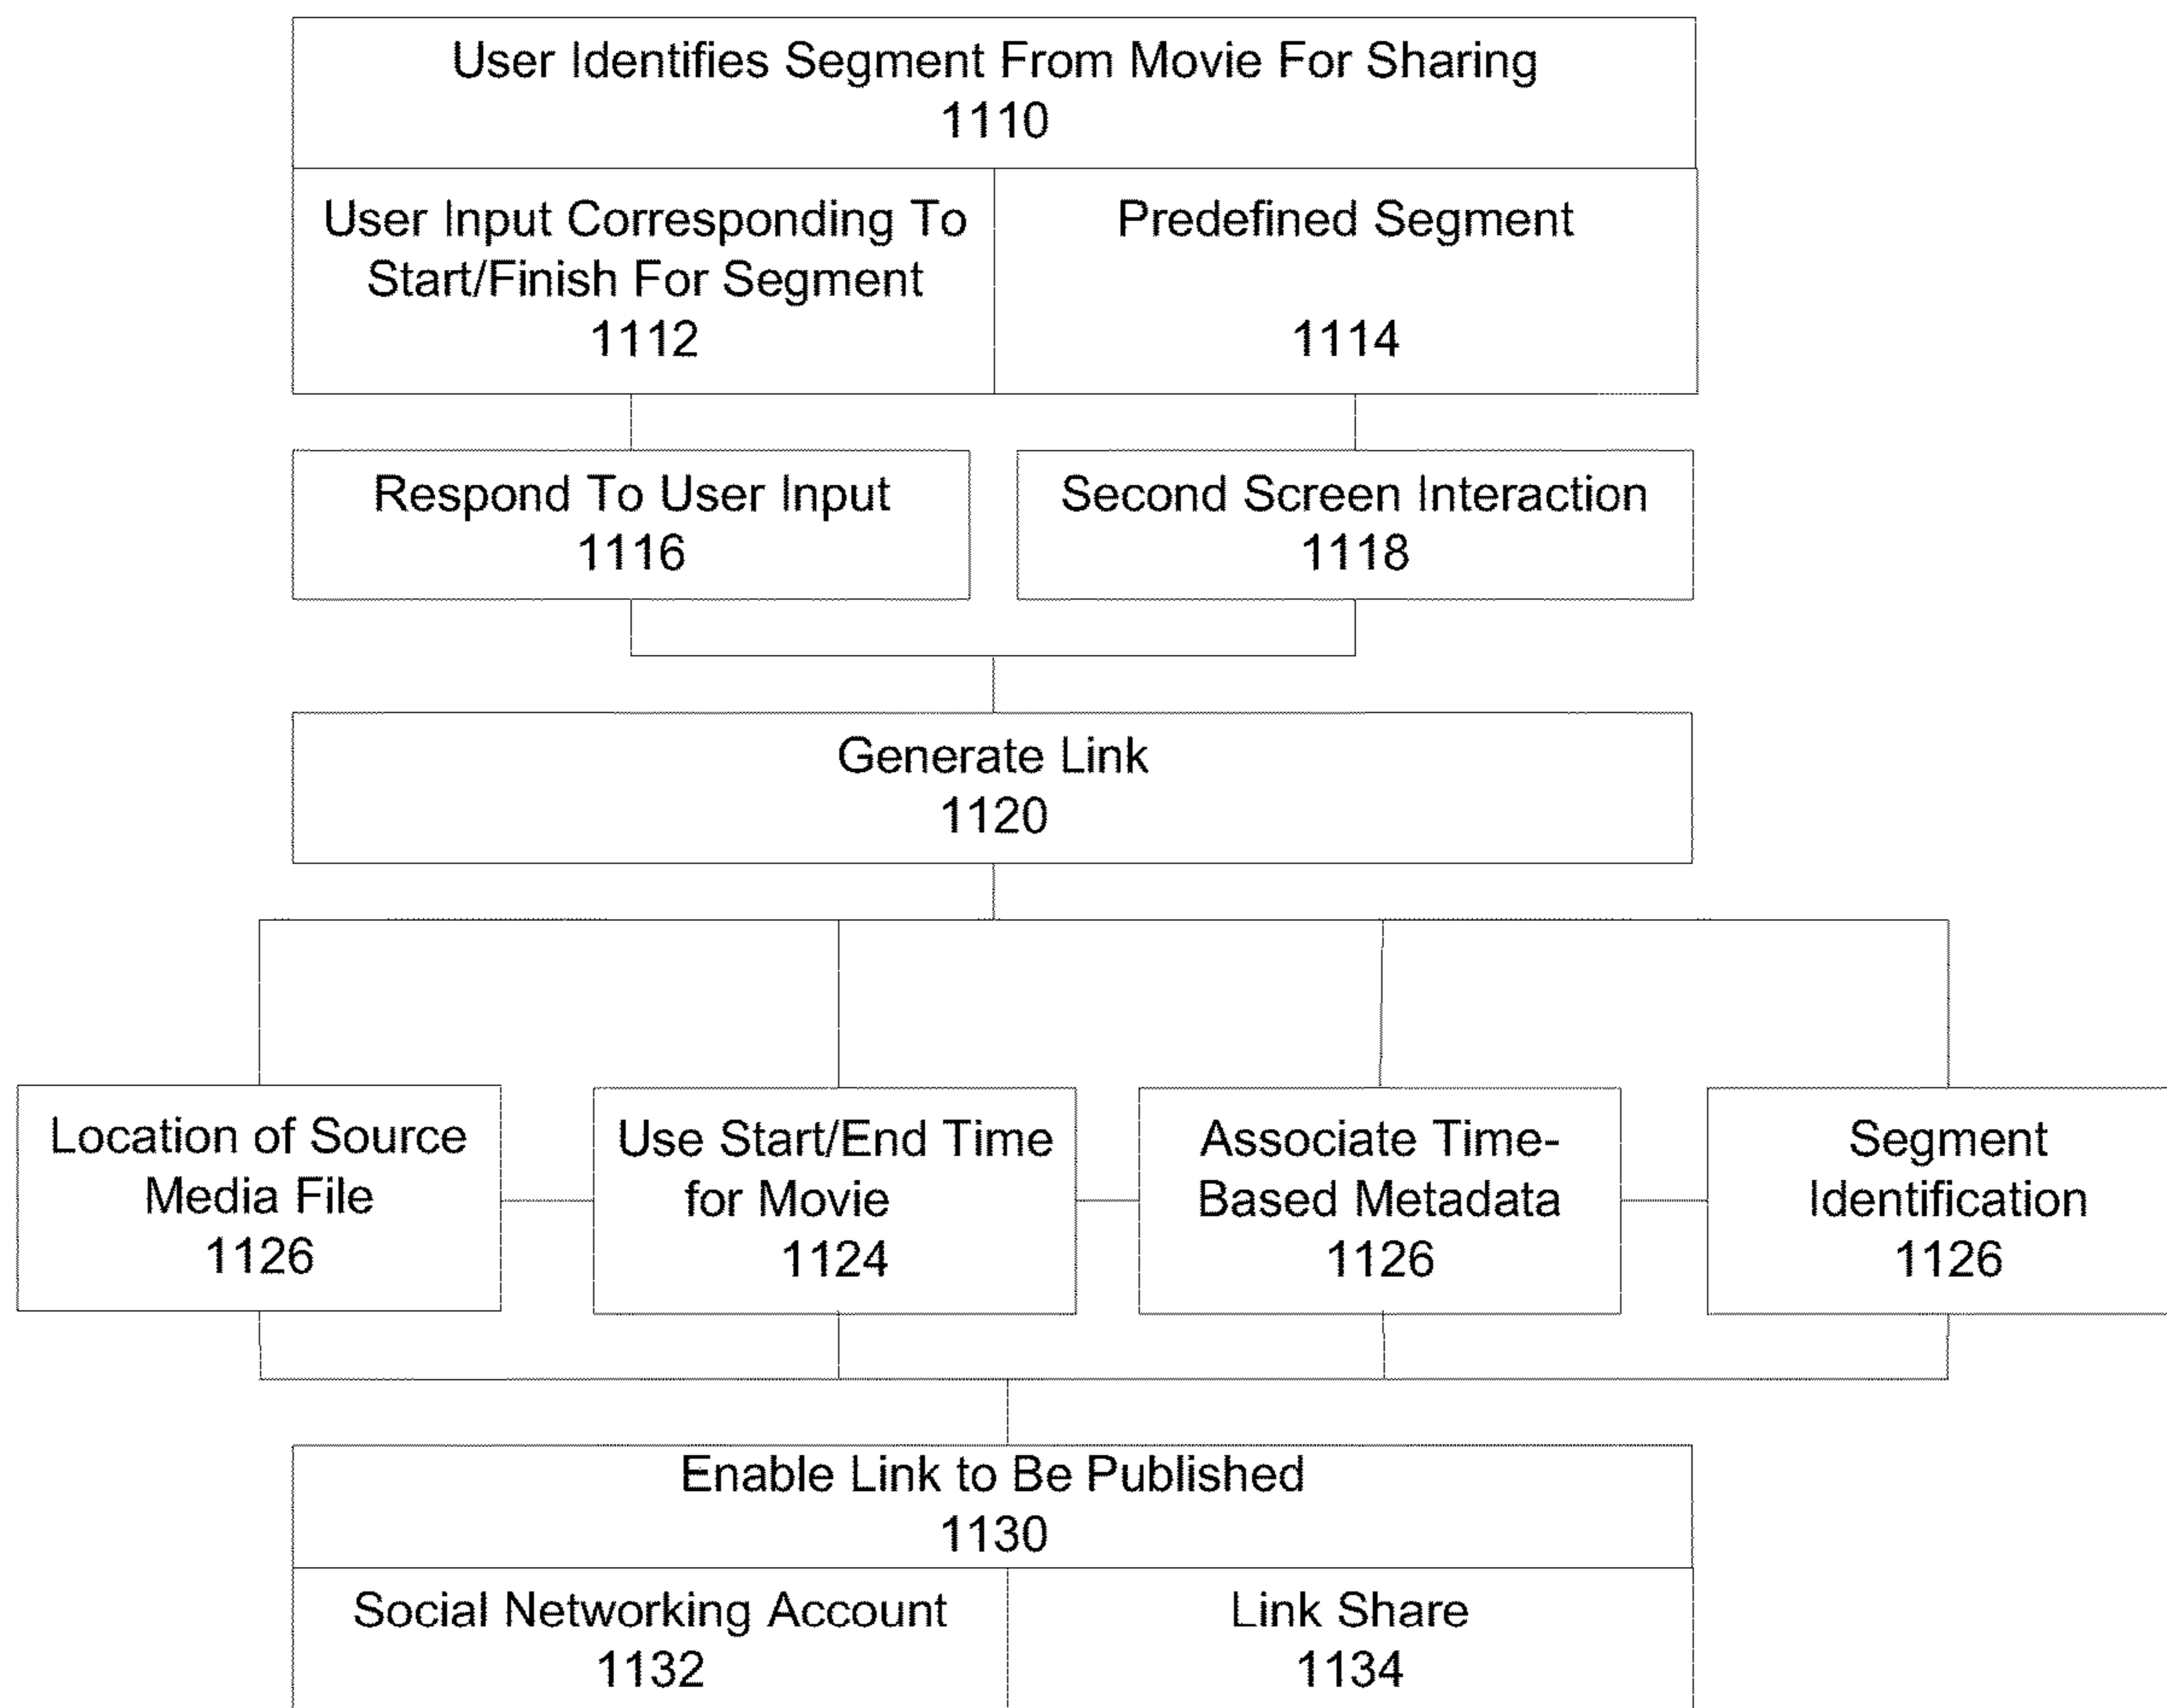 User Identifies Segment From Movie For Sharing
1110
User Input Corresponding To
Start/Finish For Segment
1112
Predefined Segment
1114
Respond To User Input
1116
Second Screen Interaction
1118
Generate Link
1120
Location of Source
Media File
1126
Use Start/End Time
for Movie
1124
Associate Time-
Based Metadata
1126
Segment
Identification
1126
Enable Link to Be Published
1130
Social Networking Account
1132
Link Share
1134